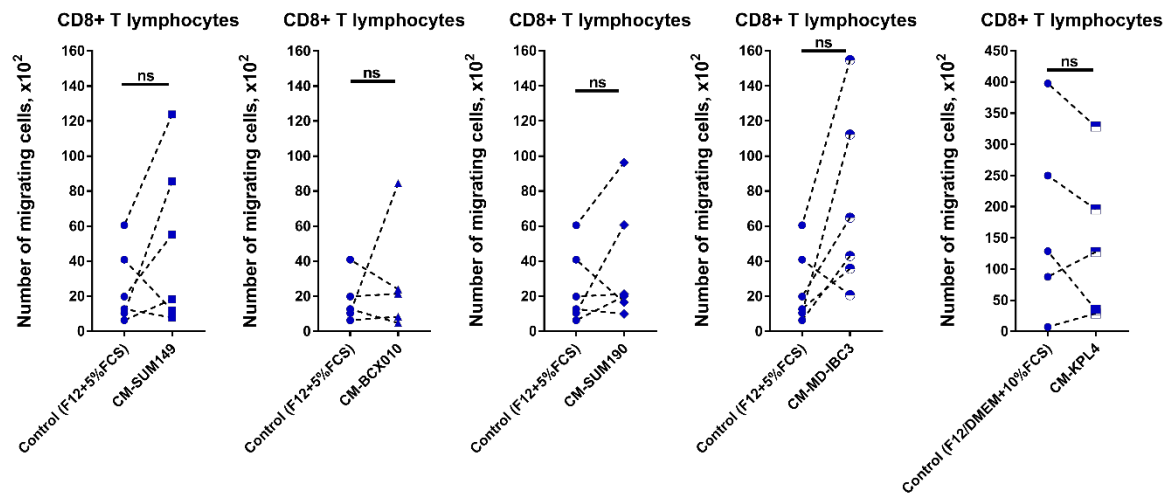 CD8+ T lymphocytes
Number of migrating cells, x10²
160
140
120
100
80
60
40
20
0
ns
Control (F12+5%FCS)
CM-SUM149
CD8+ T lymphocytes
Number of migrating cells, x10²
160
140
120
100
80
60
40
20
0
ns
Control (F12+5%FCS)
CM-BCX010
CD8+ T lymphocytes
Number of migrating cells, x10²
160
140
120
100
80
60
40
20
0
ns
Control (F12+5%FCS)
CM-SUM190
CD8+ T lymphocytes
Number of migrating cells, x10²
160
140
120
100
80
60
40
20
0
ns
Control (F12+5%FCS)
CM-MD-IBC3
CD8+ T lymphocytes
Number of migrating cells, x10²
450
400
350
300
250
200
150
100
50
0
ns
Control (F12/DMEM+10%FCS)
CM-KPL4